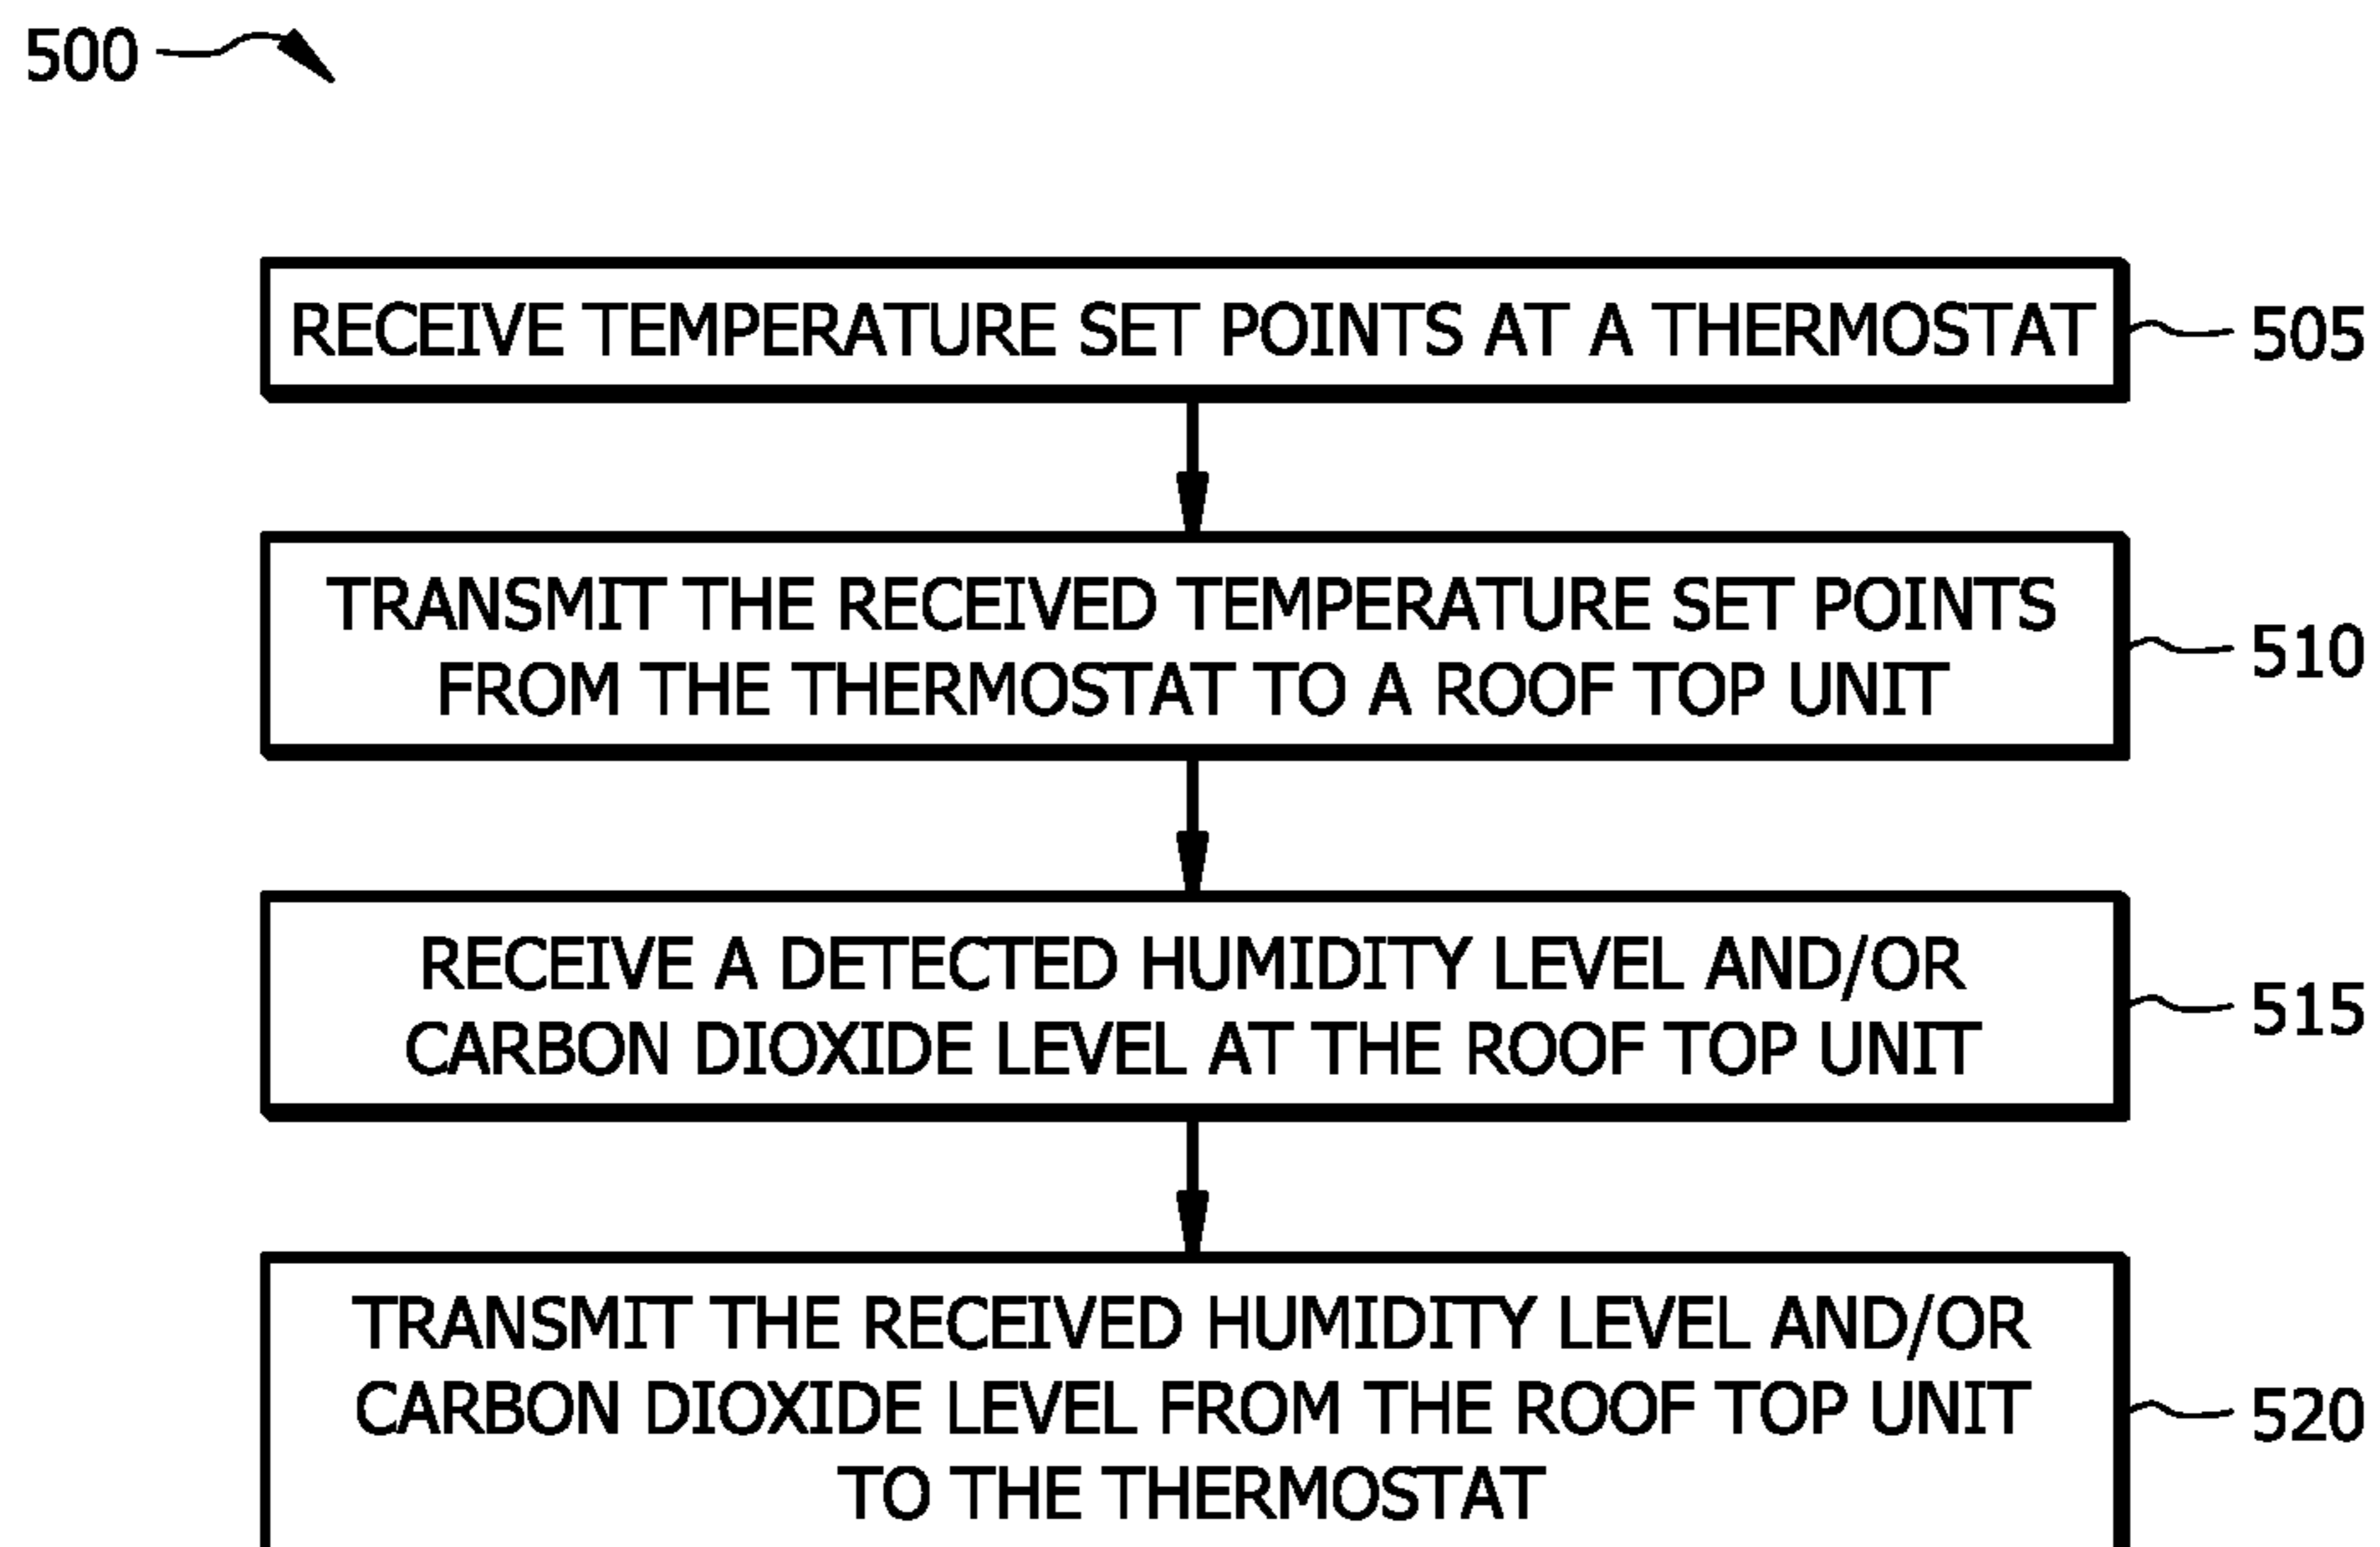 500
RECEIVE TEMPERATURE SET POINTS AT A THERMOSTAT
505
TRANSMIT THE RECEIVED TEMPERATURE SET POINTS
FROM THE THERMOSTAT TO A ROOF TOP UNIT
510
RECEIVE A DETECTED HUMIDITY LEVEL AND/OR
CARBON DIOXIDE LEVEL AT THE ROOF TOP UNIT
515
TRANSMIT THE RECEIVED HUMIDITY LEVEL AND/OR
CARBON DIOXIDE LEVEL FROM THE ROOF TOP UNIT
TO THE THERMOSTAT
520